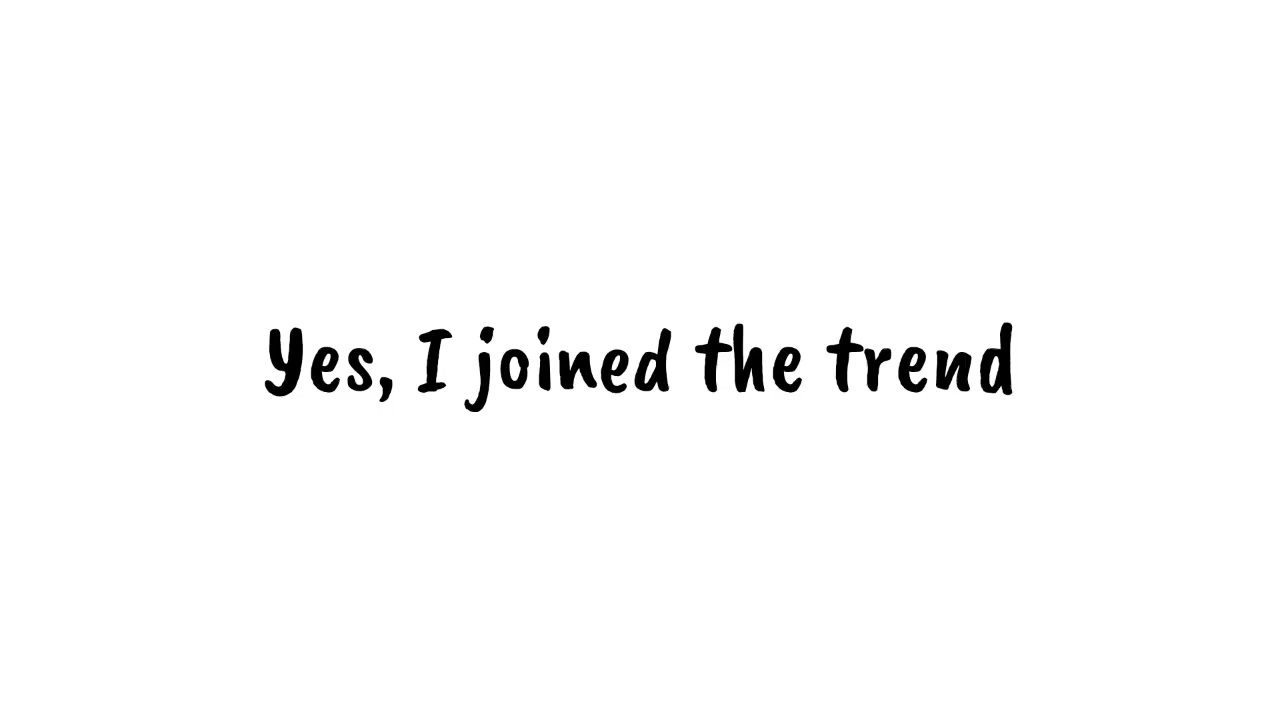 Yes, I joined the trend